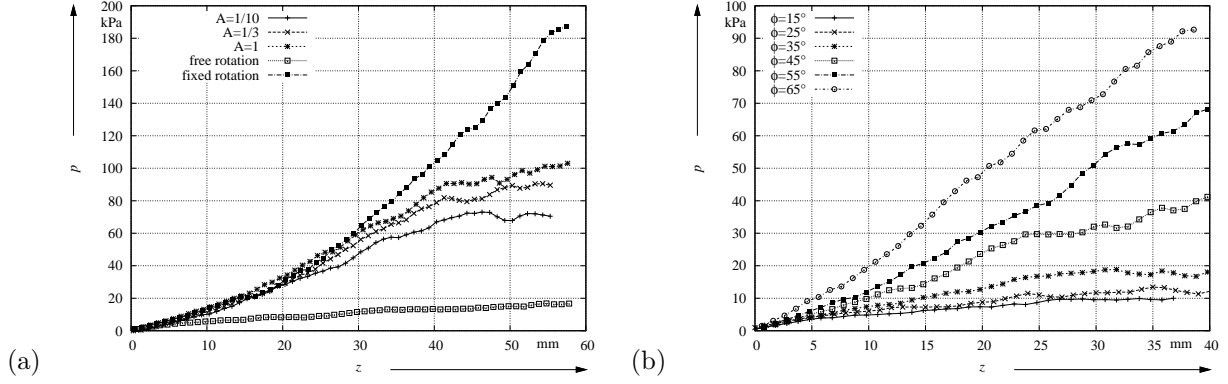 200
kPa
160
140
120
100
80
60
40
20
0
p
A=1/10
A=1/3
A=1
free rotation
fixed rotation
0 10 20 30 40 50 mm 60
z
(a)
100
kPa
80
70
60
50
40
30
20
10
0
p
ϕ=15°
ϕ=25°
ϕ=35°
ϕ=45°
ϕ=55°
ϕ=65°
0 5 10 15 20 25 30 35 mm 40
z
(b)